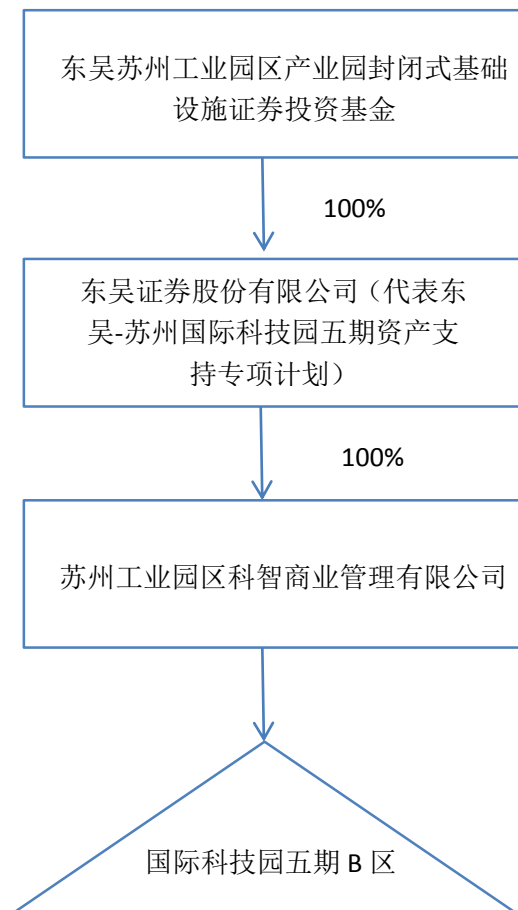 东吴苏州工业园区产业园封闭式基础
设施证券投资基金
100%
东吴证券股份有限公司（代表东
吴-苏州国际科技园五期资产支
持专项计划）
100%
苏州工业园区科智商业管理有限公司
国际科技园五期 B 区